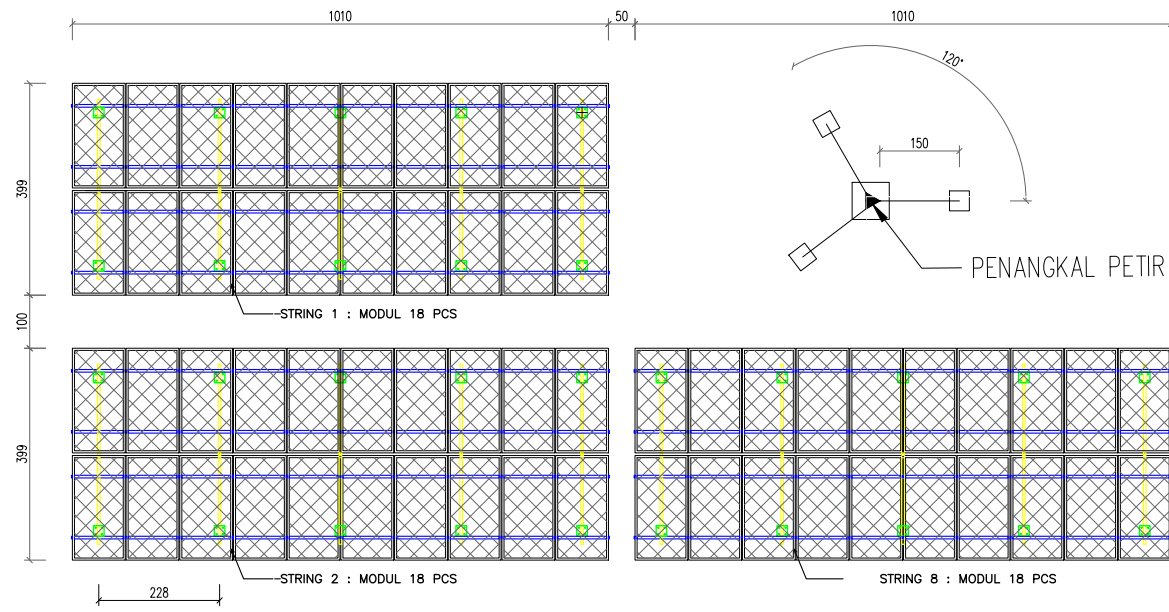 1010
50
1010
120°
150
399
PENANGKAL PETIR
STRING 1 : MODUL 18 PCS
100
399
STRING 2 : MODUL 18 PCS
STRING 8 : MODUL 18 PCS
228